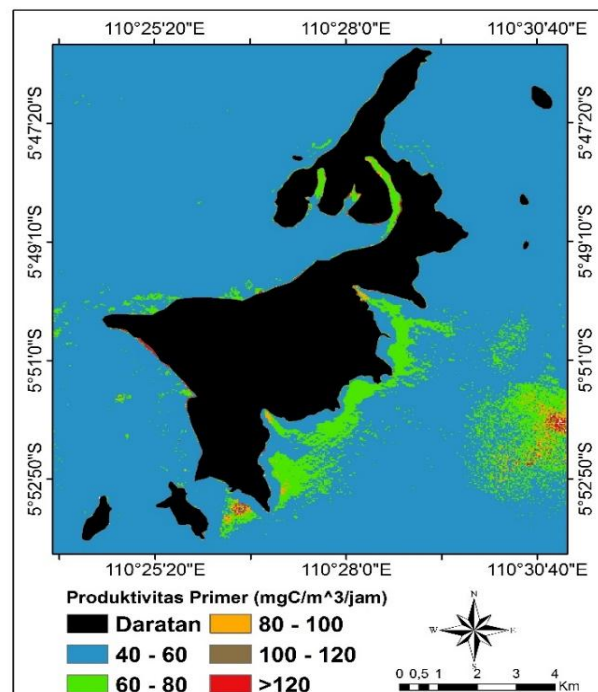 110°25'20"E 110°28'0"E 110°30'40"E
5°47'20"S 5°47'20"S
5°49'10"S 5°49'10"S
5°51'0"S 5°51'0"S
5°52'50"S 5°52'50"S
110°25'20"E 110°28'0"E 110°30'40"E
Produktivitas Primer (mgC/m^3/jam)
Daratan 80 - 100
40 - 60 100 - 120
60 - 80 >120
N
W E
S
0 0,5 1 2 3 4
Km